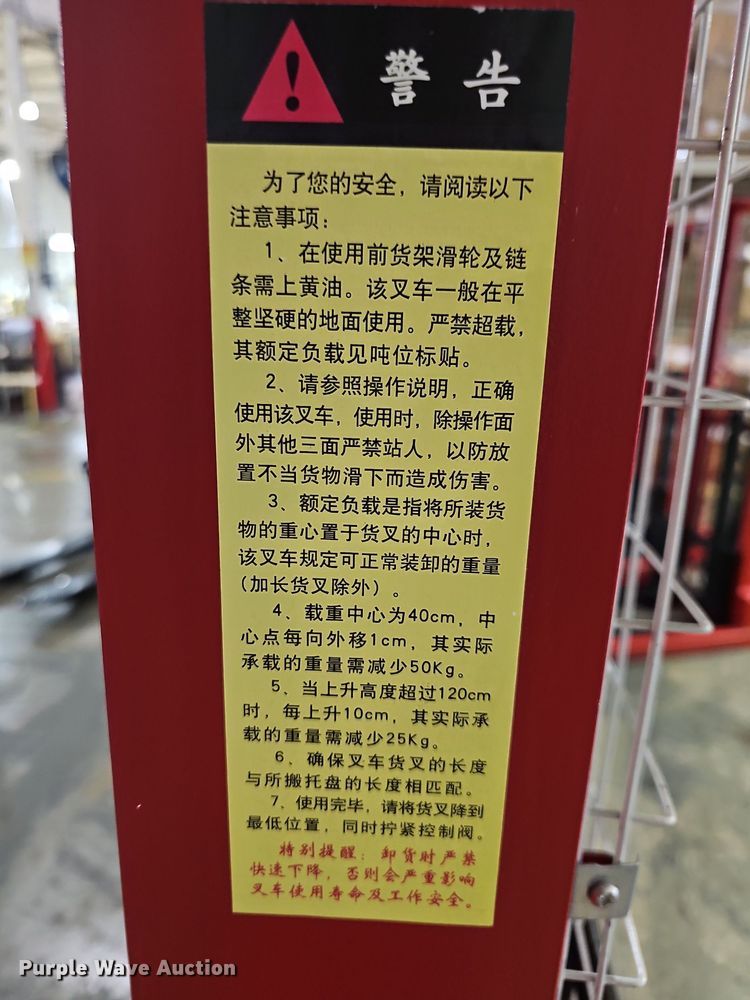 警告
为了您的安全，请阅读以下
注意事项：
1、在使用前货架滑轮及链
条需上黄油。该叉车一般在平
整坚硬的地面使用。严禁超载，
其额定负载见吨位标贴。
2、请参照操作说明，正确
使用该叉车，使用时，除操作面
外其他三面严禁站人，以防放
置不当货物滑下而造成伤害。
3、额定负载是指将所装货
物的重心置于货叉的中心时，
该叉车规定可正常装卸的重量
（加长货叉除外）。
4、载重中心为40cm，中
心点每向外移1cm，其实际
承载的重量需减少50Kg。
5、当上升高度超过120cm
时，每上升10cm，其实际承
载的重量需减少25Kg。
6、确保叉车货叉的长度
与所搬托盘的长度相匹配。
7、使用完毕，请将货叉降到
最低位置，同时拧紧控制阀。
特别提醒：卸货时严禁
快速下降，否则会严重影响
叉车使用寿命及工作安全。
Purple Wave Auction